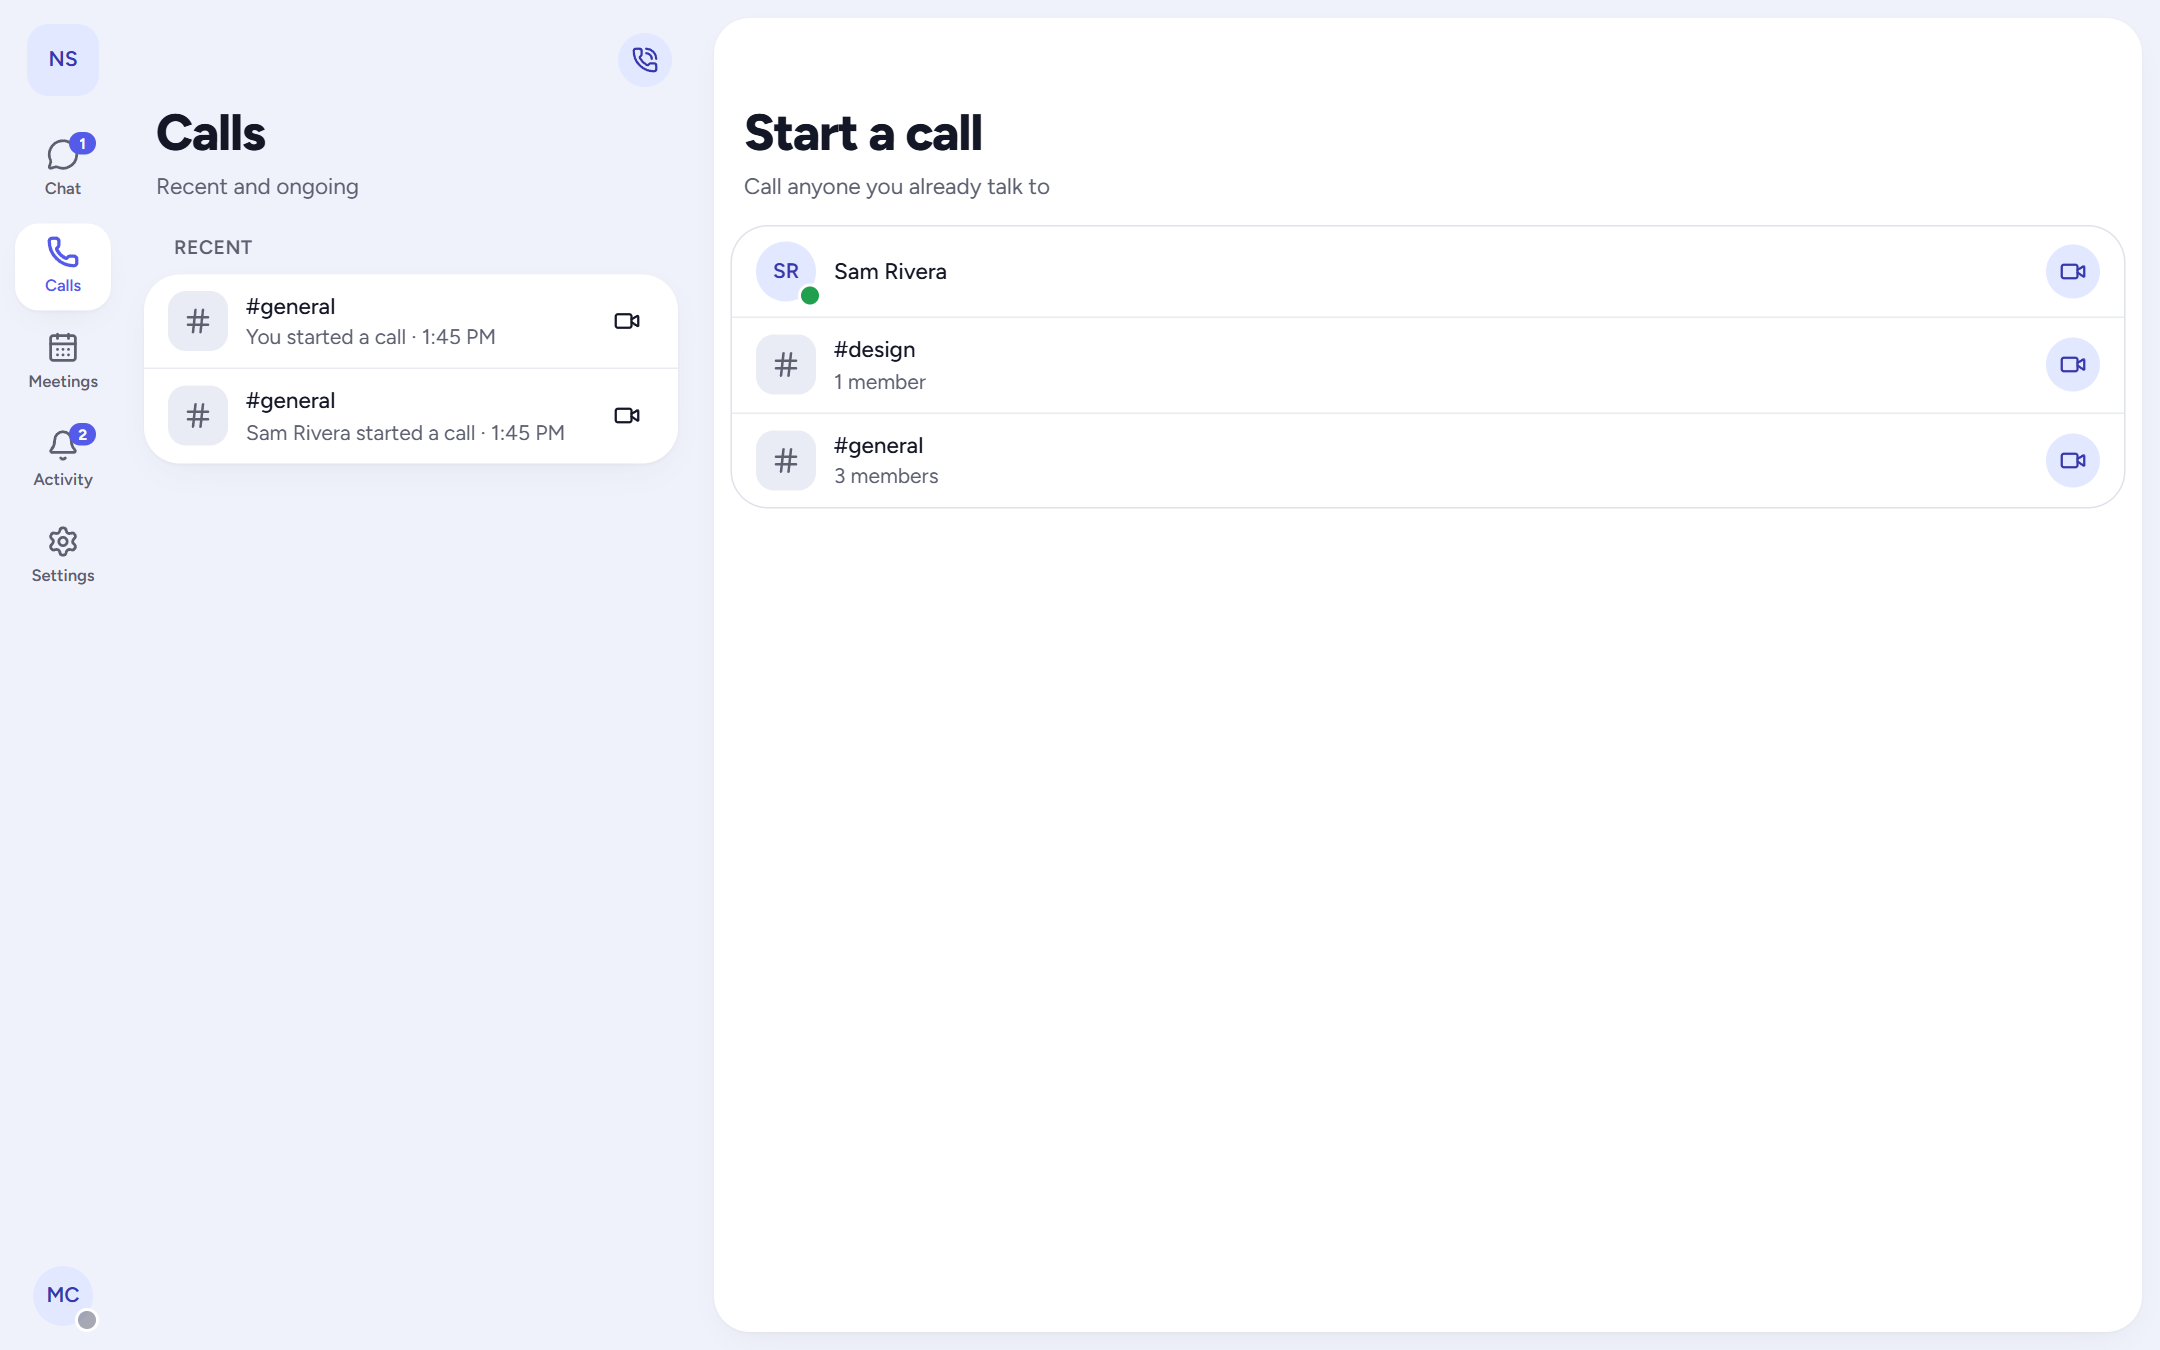 NS
1
Chat
Calls
Meetings
2
Activity
Settings
MC
Calls
Recent and ongoing
RECENT
#general
You started a call · 1:45 PM
#general
Sam Rivera started a call · 1:45 PM
Start a call
Call anyone you already talk to
SR
Sam Rivera
#design
1 member
#general
3 members